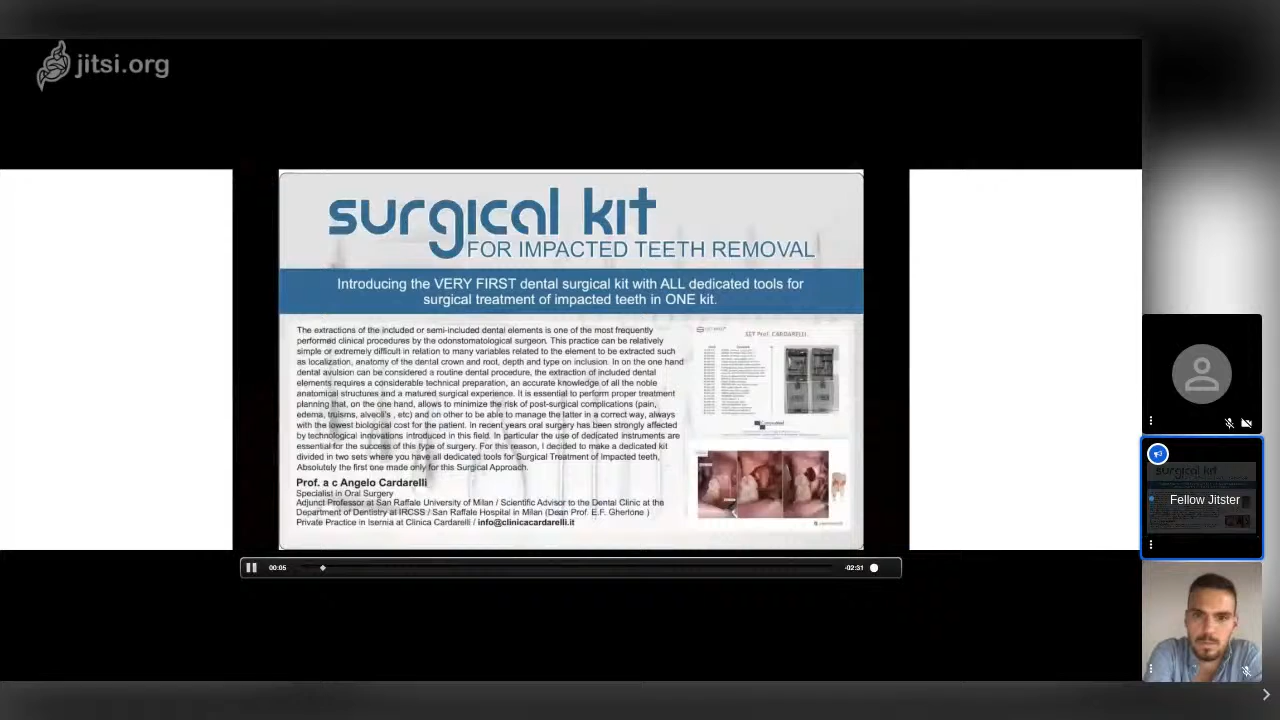 jitsi.org
surgical kit
FOR IMPACTED TEETH REMOVAL
Introducing the VERY FIRST dental surgical kit with ALL dedicated tools for
surgical treatment of impacted teeth in ONE kit.
The extractions of the included or semi-included dental elements is one of the most frequently
performed clinical procedures by the odonstomatological surgeon. This practice can be relatively
simple or extremely difficult in relation to many variables related to the element to be extracted such
as localization, anatomy of the dental crown and root, depth and type on inclusion. In on the one hand
dental avulsion can be considered a routine dental procedure, the extraction of included dental
elements requires a considerable technical preparation, an accurate knowledge of all the noble
anatomical structures and a matured surgical experience. It is essential to perform proper treatment
planning that, on the one hand, allows to minimize the risk of post-surgical complications (pain,
edema, truisms, etc) and on other to be able to manage the latter in a correct way, always
with the lowest biological cost for the patient. In recent years oral surgery has been strongly affected
by technological innovations introduced in this field. In particular the use of dedicated instruments are
essential for the success of this type of surgery. For this reason, I decided to make a dedicated kit
divided in two sets where you have all dedicated tools for Surgical Treatment of Impacted teeth,
Absolutely the first one made only for this Surgical Approach.
Prof. a c Angelo Cardarelli
Specialist in Oral Surgery
Adjunct Professor at San Raffale University of Milan / Scientific Advisor to the Dental Clinic at the
Department of Dentistry at IRCSS / San Raffale Hospital in Milan (Dean Prof. E.F. Gherlone )
Private Practice in Isernia at Clinica Cardarelli / info@clinicacardarelli.it
SET Prof. CARDARELLI
00:05
-02:31
Fellow Jitster